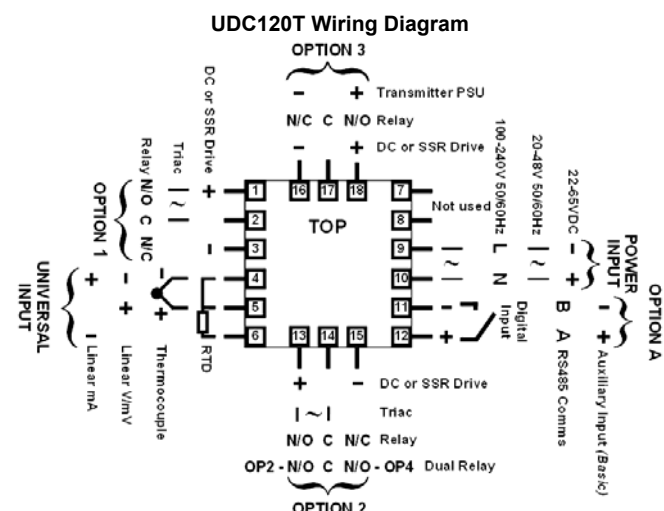 UDC120T Wiring Diagram
OPTION 3
− + Transmitter PSU
N/C C N/O Relay
− + DC or SSR Drive
16 17 18
TOP
1
2
3
4
5
6
7
8
9
10
11
12
Not used
13 14 15
+ − DC or SSR Drive
| ~ | Triac
N/O C N/C Relay
OP2 - N/O C N/O - OP4 Dual Relay
OPTION 2
DC or SSR Drive + −
Triac | ~ |
Relay N/O C N/C
OPTION 1
RTD
Thermocouple − +
Linear V/mV − +
Linear mA + −
UNIVERSAL
INPUT
100-240V 50/60Hz L N
20-48V 50/60Hz | ~ |
22-65VDC − +
POWER
INPUT
− +
Digital
Input
B A RS485 Comms
− + Auxiliary Input (Basic)
OPTION A